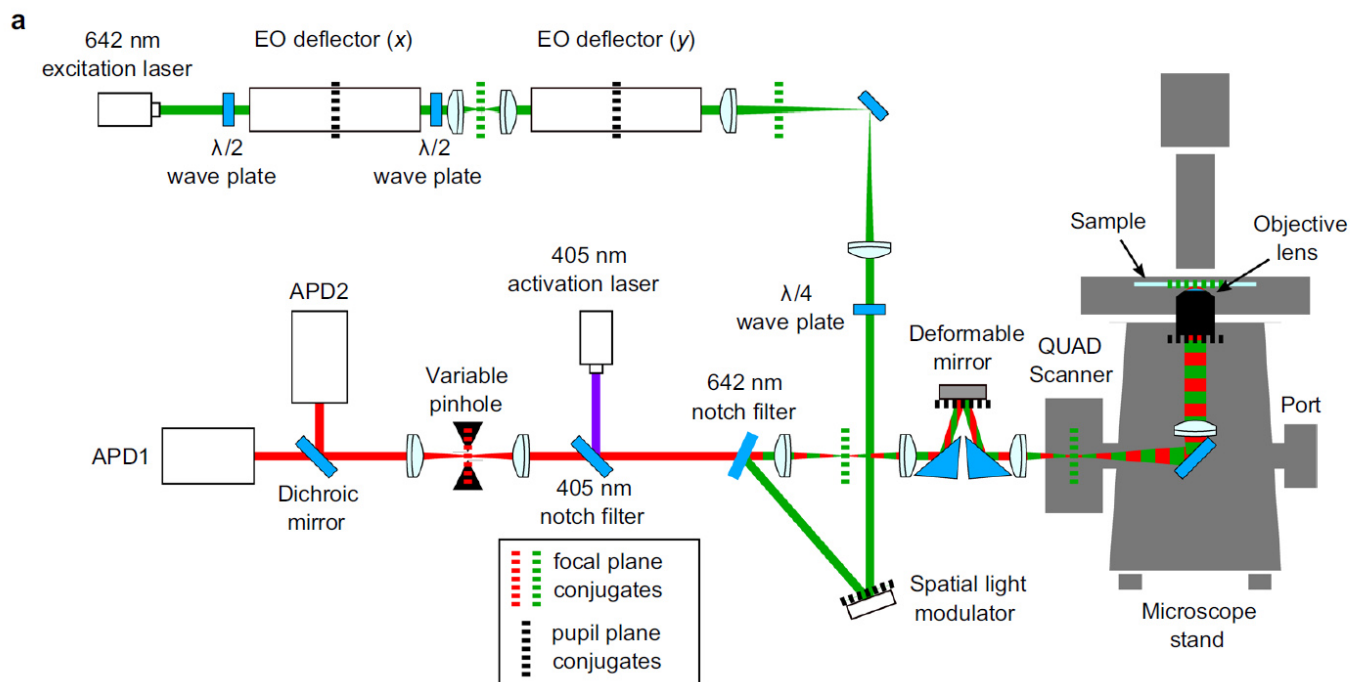 a
642 nm
excitation laser
EO deflector (x)
EO deflector (y)
λ/2
wave plate
λ/2
wave plate
Sample
Objective
lens
405 nm
activation laser
APD2
λ/4
wave plate
Deformable
mirror
QUAD
Scanner
Variable
pinhole
642 nm
notch filter
Port
APD1
Dichroic
mirror
405 nm
notch filter
focal plane
conjugates
pupil plane
conjugates
Spatial light
modulator
Microscope
stand